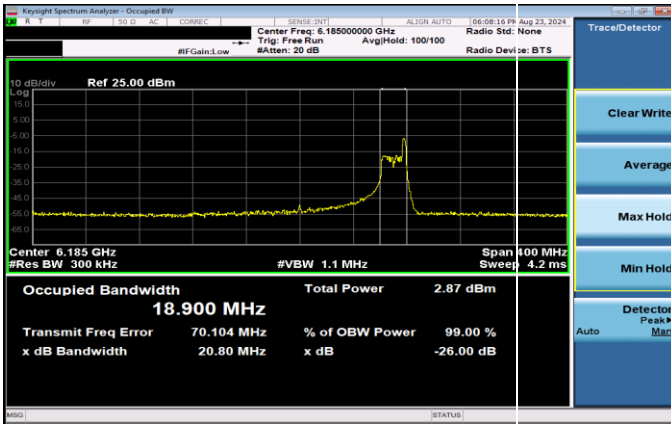 Keysight Spectrum Analyzer - Occupied BW
R T RF 50 Ω AC CORREC SENSE:INT ALIGN AUTO 06:08:16 PM Aug 23, 2024
Center Freq: 6.185000000 GHz Radio Std: None
Trig: Free Run Avg|Hold: 100/100
#IFGain:Low #Atten: 20 dB Radio Device: BTS
Trace/Detector
10 dB/div Ref 25.00 dBm
Log
15.0
5.00
-5.00
-15.0
-25.0
-35.0
-45.0
-55.0
-65.0
Center 6.185 GHz Span 400 MHz
#Res BW 300 kHz #VBW 1.1 MHz Sweep 4.2 ms
Occupied Bandwidth Total Power 2.87 dBm
18.900 MHz
Transmit Freq Error 70.104 MHz % of OBW Power 99.00 %
x dB Bandwidth 20.80 MHz x dB -26.00 dB
Clear Write
Average
Max Hold
Min Hold
Detector
Peak
Auto Man
MSG STATUS